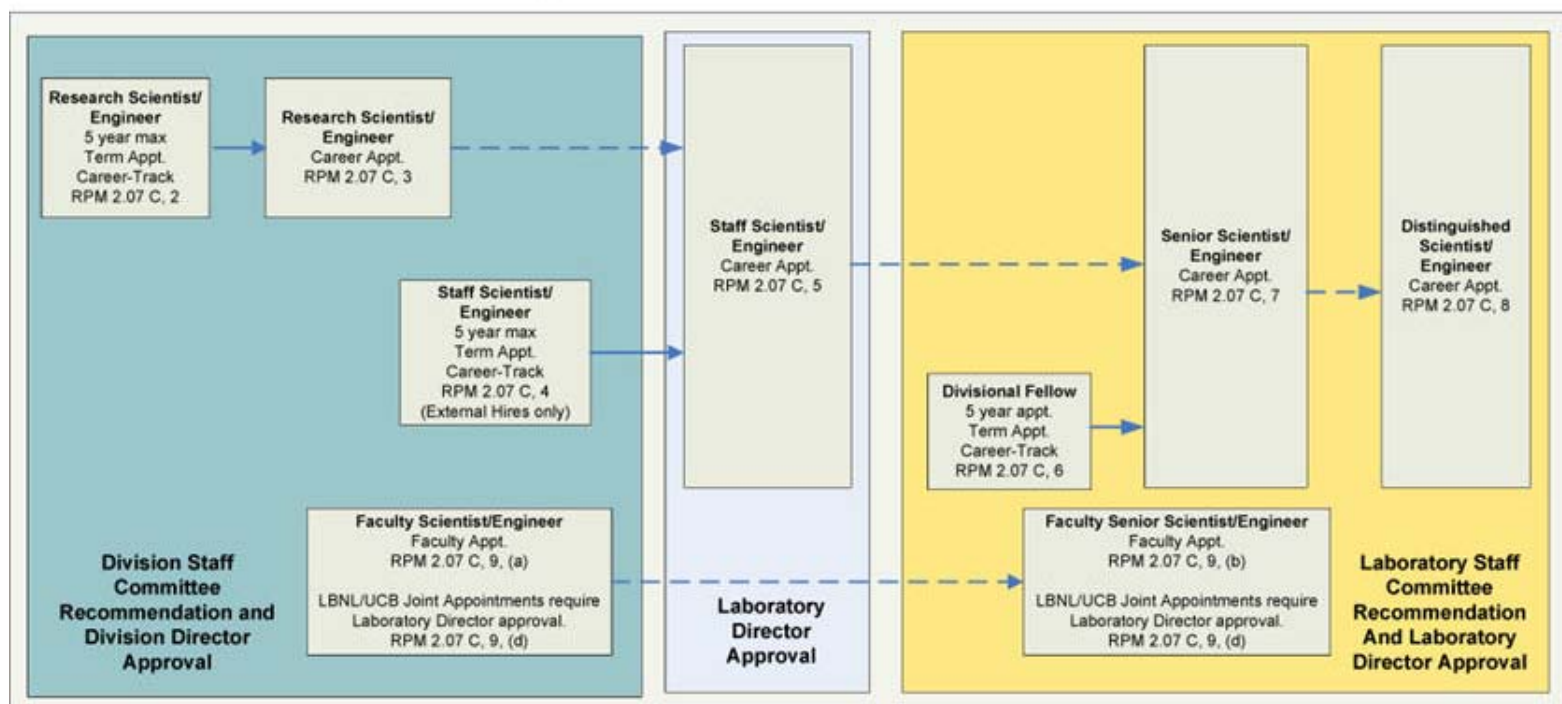 Research Scientist/
Engineer
5 year max
Term Appt.
Career-Track
RPM 2.07 C, 2
Research Scientist/
Engineer
Career Appt.
RPM 2.07 C, 3
Staff Scientist/
Engineer
5 year max
Term Appt.
Career-Track
RPM 2.07 C, 4
(External Hires only)
Faculty Scientist/Engineer
Faculty Appt.
RPM 2.07 C, 9, (a)
LBNL/UCB Joint Appointments require
Laboratory Director approval.
RPM 2.07 C, 9, (d)
Division Staff
Committee
Recommendation and
Division Director
Approval
Staff Scientist/
Engineer
Career Appt.
RPM 2.07 C, 5
Laboratory
Director
Approval
Senior Scientist/
Engineer
Career Appt.
RPM 2.07 C, 7
Distinguished
Scientist/
Engineer
Career Appt.
RPM 2.07 C, 8
Divisional Fellow
5 year appt.
Term Appt.
Career-Track
RPM 2.07 C, 6
Faculty Senior Scientist/Engineer
Faculty Appt.
RPM 2.07 C, 9, (b)
LBNL/UCB Joint Appointments require
Laboratory Director approval.
RPM 2.07 C, 9, (d)
Laboratory Staff
Committee
Recommendation
And Laboratory
Director Approval